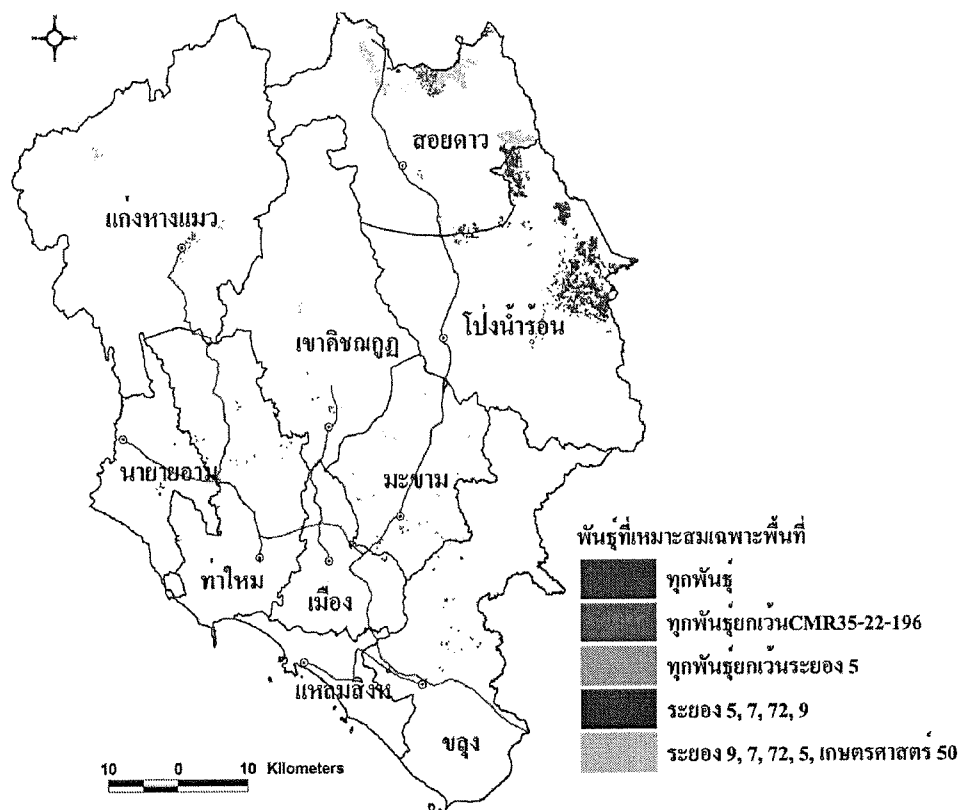 สอยดาว
แก่งหางแมว
โป่งน้ำร้อน
เขาคิชฌกูฏ
นายายอาม
มะขาม
ท่าใหม่
เมือง
แหลมสิงห์
ขลุง
พันธุ์ที่เหมาะสมเฉพาะพื้นที่
ทุกพันธุ์
ทุกพันธุ์ยกเว้นCMR35-22-196
ทุกพันธุ์ยกเว้นระยอง 5
ระยอง 5, 7, 72, 9
ระยอง 9, 7, 72, 5, เกษตรศาสตร์ 50
10 0 10 Kilometers